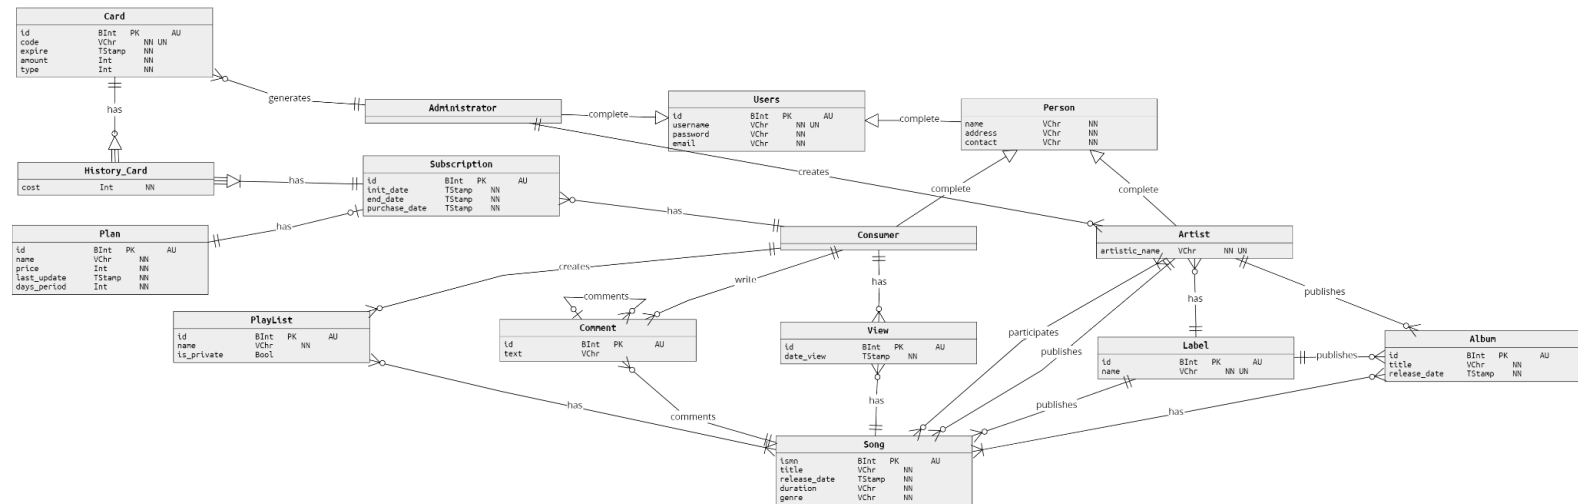 Card
id BInt PK AU
code VChr NN UN
expire TStamp NN
amount Int NN
type Int NN
generates
has
Administrator
complete
Users
id BInt PK AU
username VChr NN UN
password VChr NN
email VChr NN
complete
Person
name VChr NN
address VChr NN
contact VChr NN
History_Card
cost Int NN
has
Subscription
id BInt PK AU
init_date TStamp NN
end_date TStamp NN
purchase_date TStamp NN
creates
complete
complete
has
has
Plan
id BInt PK AU
name VChr NN
price Int NN
last_update TStamp NN
days_period Int NN
Consumer
Artist
artistic_name VChr NN UN
creates
write
has
has
publishes
comments
PlayList
id BInt PK AU
name VChr NN
is_private Bool
Comment
id BInt PK AU
text VChr
View
id BInt PK AU
date_view TStamp NN
participates
publishes
Label
id BInt PK AU
name VChr NN UN
publishes
Album
id BInt PK AU
title VChr NN
release_date TStamp NN
has
comments
has
publishes
has
Song
ismn BInt PK AU
title VChr NN
release_date TStamp NN
duration VChr NN
genre VChr NN